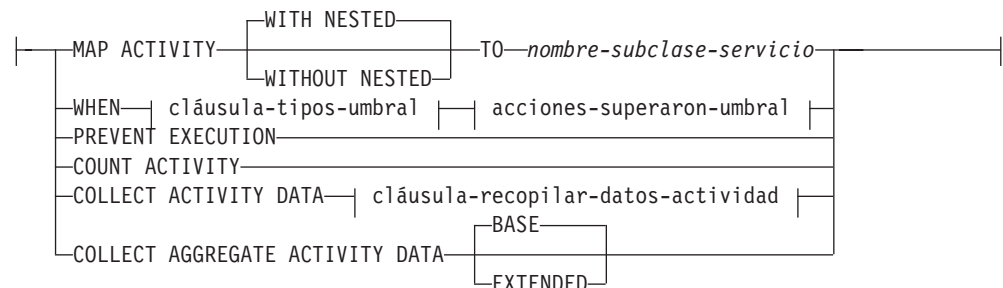 WITH NESTED
MAP ACTIVITY TO nombre-subclase-servicio
WITHOUT NESTED
WHEN cláusula-tipos-umbral acciones-superaron-umbral
PREVENT EXECUTION
COUNT ACTIVITY
COLLECT ACTIVITY DATA cláusula-recopilar-datos-actividad
BASE
COLLECT AGGREGATE ACTIVITY DATA
EXTENDED